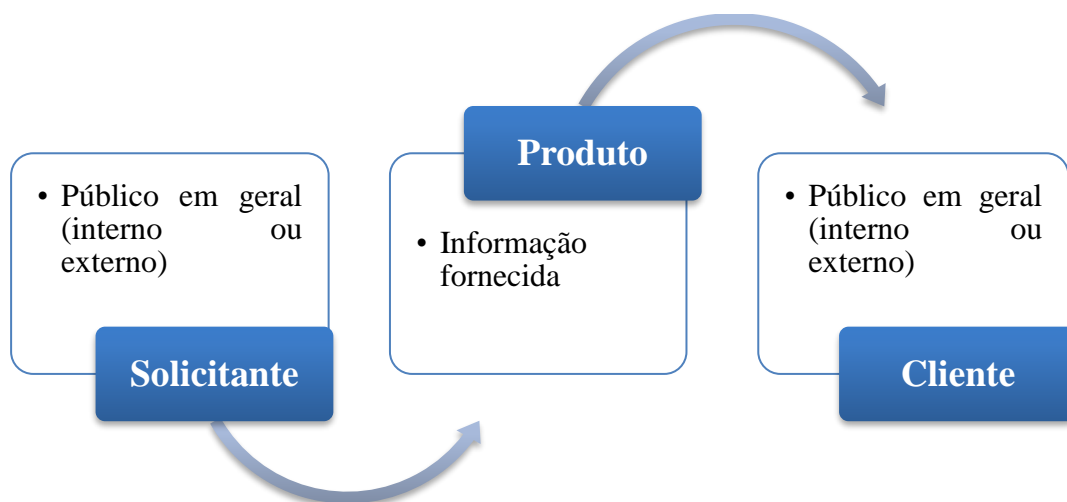 • Público em geral
(interno ou
externo)
Solicitante
Produto
• Informação
fornecida
• Público em geral
(interno ou
externo)
Cliente